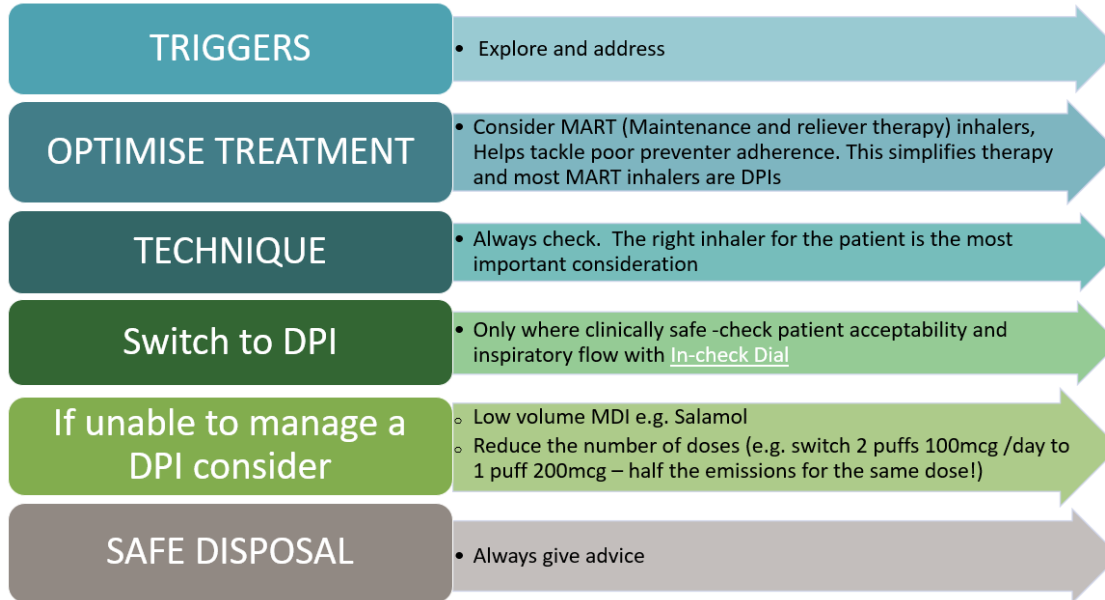 TRIGGERS
• Explore and address
OPTIMISE TREATMENT
• Consider MART (Maintenance and reliever therapy) inhalers,
Helps tackle poor preventer adherence. This simplifies therapy
and most MART inhalers are DPIs
TECHNIQUE
• Always check.  The right inhaler for the patient is the most
important consideration
Switch to DPI
• Only where clinically safe -check patient acceptability and
inspiratory flow with In-check Dial
If unable to manage a
DPI consider
○ Low volume MDI e.g. Salamol
○ Reduce the number of doses (e.g. switch 2 puffs 100mcg /day to
1 puff 200mcg – half the emissions for the same dose!)
SAFE DISPOSAL
• Always give advice